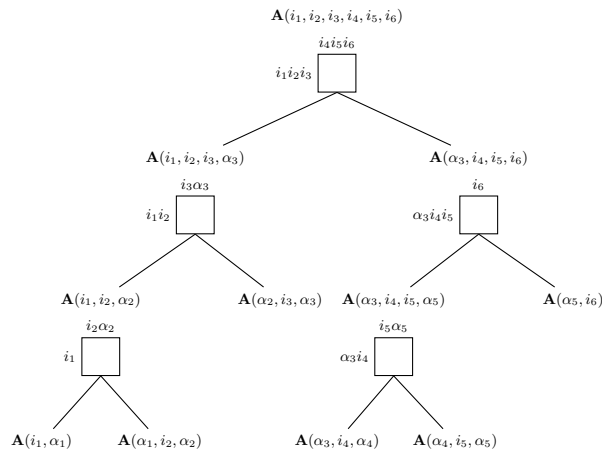 A(i₁, i₂, i₃, i₄, i₅, i₆)
i₄i₅i₆
i₁i₂i₃
A(i₁, i₂, i₃, α₃) A(α₃, i₄, i₅, i₆)
i₃α₃ i₆
i₁i₂ α₃i₄i₅
A(i₁, i₂, α₂) A(α₂, i₃, α₃) A(α₃, i₄, i₅, α₅) A(α₅, i₆)
i₂α₂ i₅α₅
i₁ α₃i₄
A(i₁, α₁) A(α₁, i₂, α₂) A(α₃, i₄, α₄) A(α₄, i₅, α₅)